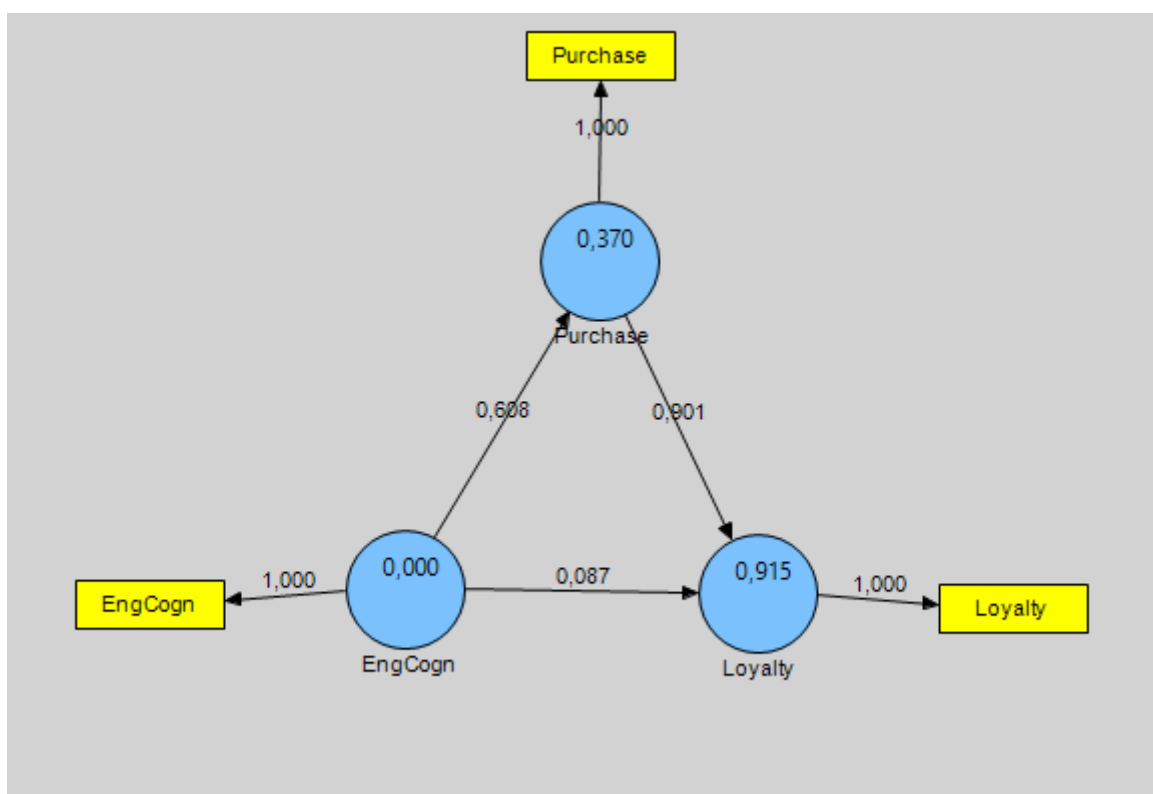 Purchase
1,000
0,370
Purchase
0,608
0,901
0,000
0,087
0,915
EngCogn
1,000
1,000
Loyalty
EngCogn
Loyalty